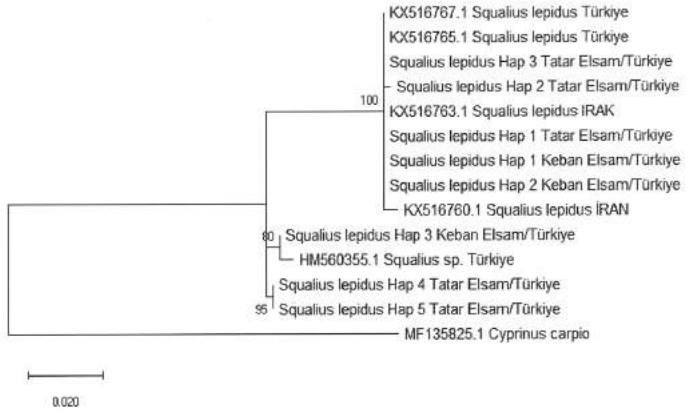 KX516767.1 Squalius lepidus Türkiye
KX516765.1 Squalius lepidus Türkiye
Squalius lepidus Hap 3 Tatar Elsam/Türkiye
Squalius lepidus Hap 2 Tatar Elsam/Türkiye
100
KX516763.1 Squalius lepidus IRAK
Squalius lepidus Hap 1 Tatar Elsam/Türkiye
Squalius lepidus Hap 1 Keban Elsam/Türkiye
Squalius lepidus Hap 2 Keban Elsam/Türkiye
KX516760.1 Squalius lepidus İRAN
80
Squalius lepidus Hap 3 Keban Elsam/Türkiye
HM560355.1 Squalius sp. Türkiye
Squalius lepidus Hap 4 Tatar Elsam/Türkiye
95
Squalius lepidus Hap 5 Tatar Elsam/Türkiye
MF135825.1 Cyprinus carpio
0.020